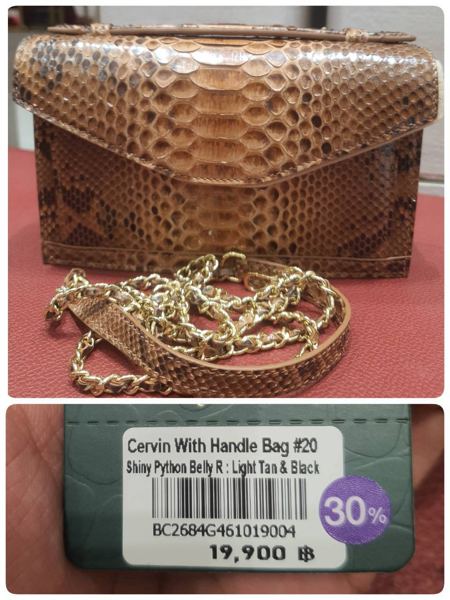 Cervin With Handle Bag #20
Shiny Python Belly R : Light Tan & Black
BC2684G461019004
30%
19,900 ฿